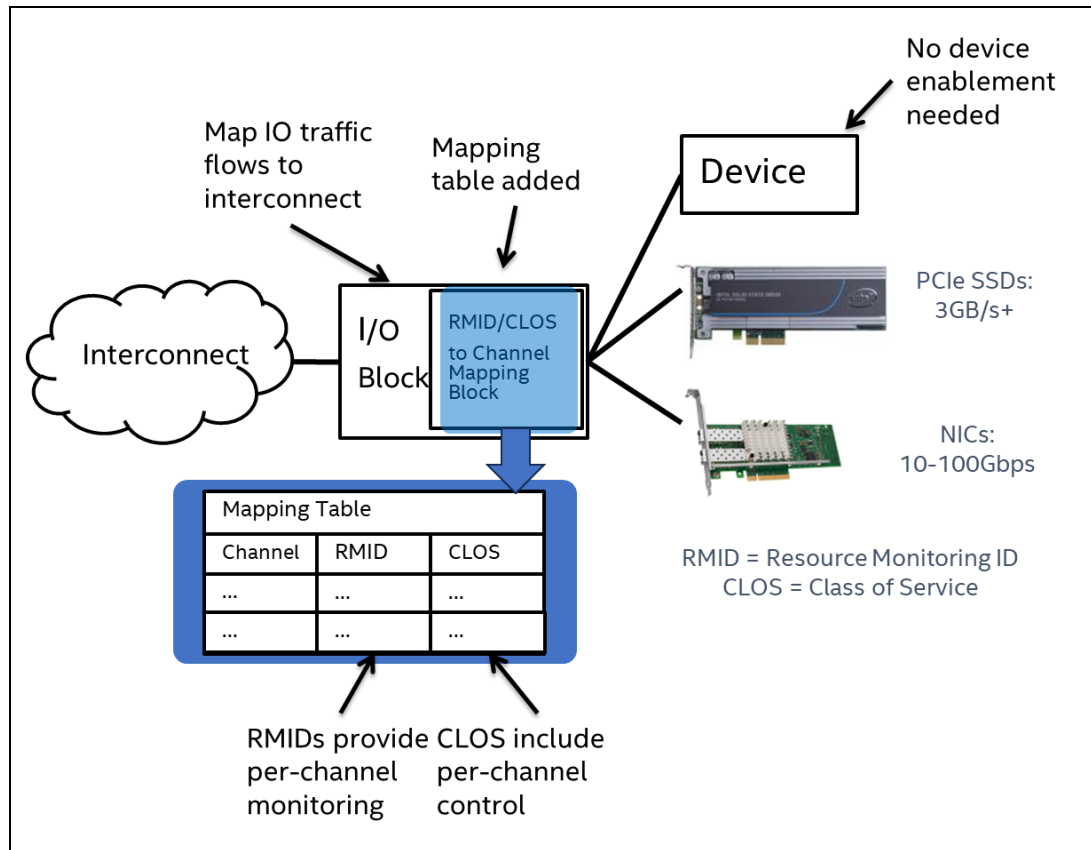 No device
enablement
needed
Map IO traffic
flows to
interconnect
Mapping
table added
Device
Interconnect
I/O
Block
RMID/CLOS
to Channel
Mapping
Block
PCIe SSDs:
3GB/s+
NICs:
10-100Gbps
Mapping Table
Channel RMID CLOS
... ... ...
... ... ...
RMID = Resource Monitoring ID
CLOS = Class of Service
RMIDs provide
per-channel
monitoring
CLOS include
per-channel
control